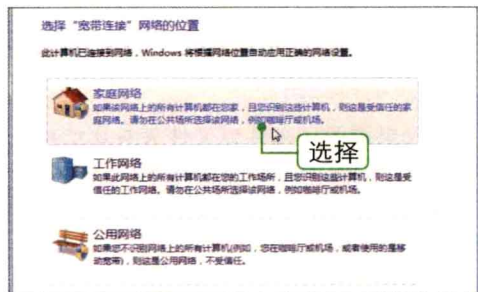 选择“宽带连接”网络的位置
此计算机已连接到网络，Windows 将根据网络位置自动应用正确的网络设置。
家庭网络
如果该网络上的所有计算机都在您家，且您识别这些计算机，则这是受信任的家
庭网络。请勿在公共场所选择该网络，例如咖啡厅或机场。
选择
工作网络
如果此网络上的所有计算机都在您的工作场所，且您识别这些计算机，则这是受
信任的工作网络。请勿在公共场所选择该网络，例如咖啡厅或机场。
公用网络
如果您不识别网络上的所有计算机(例如，您在咖啡厅或机场，或者使用的是移
动宽带)，则这是公用网络，不受信任。